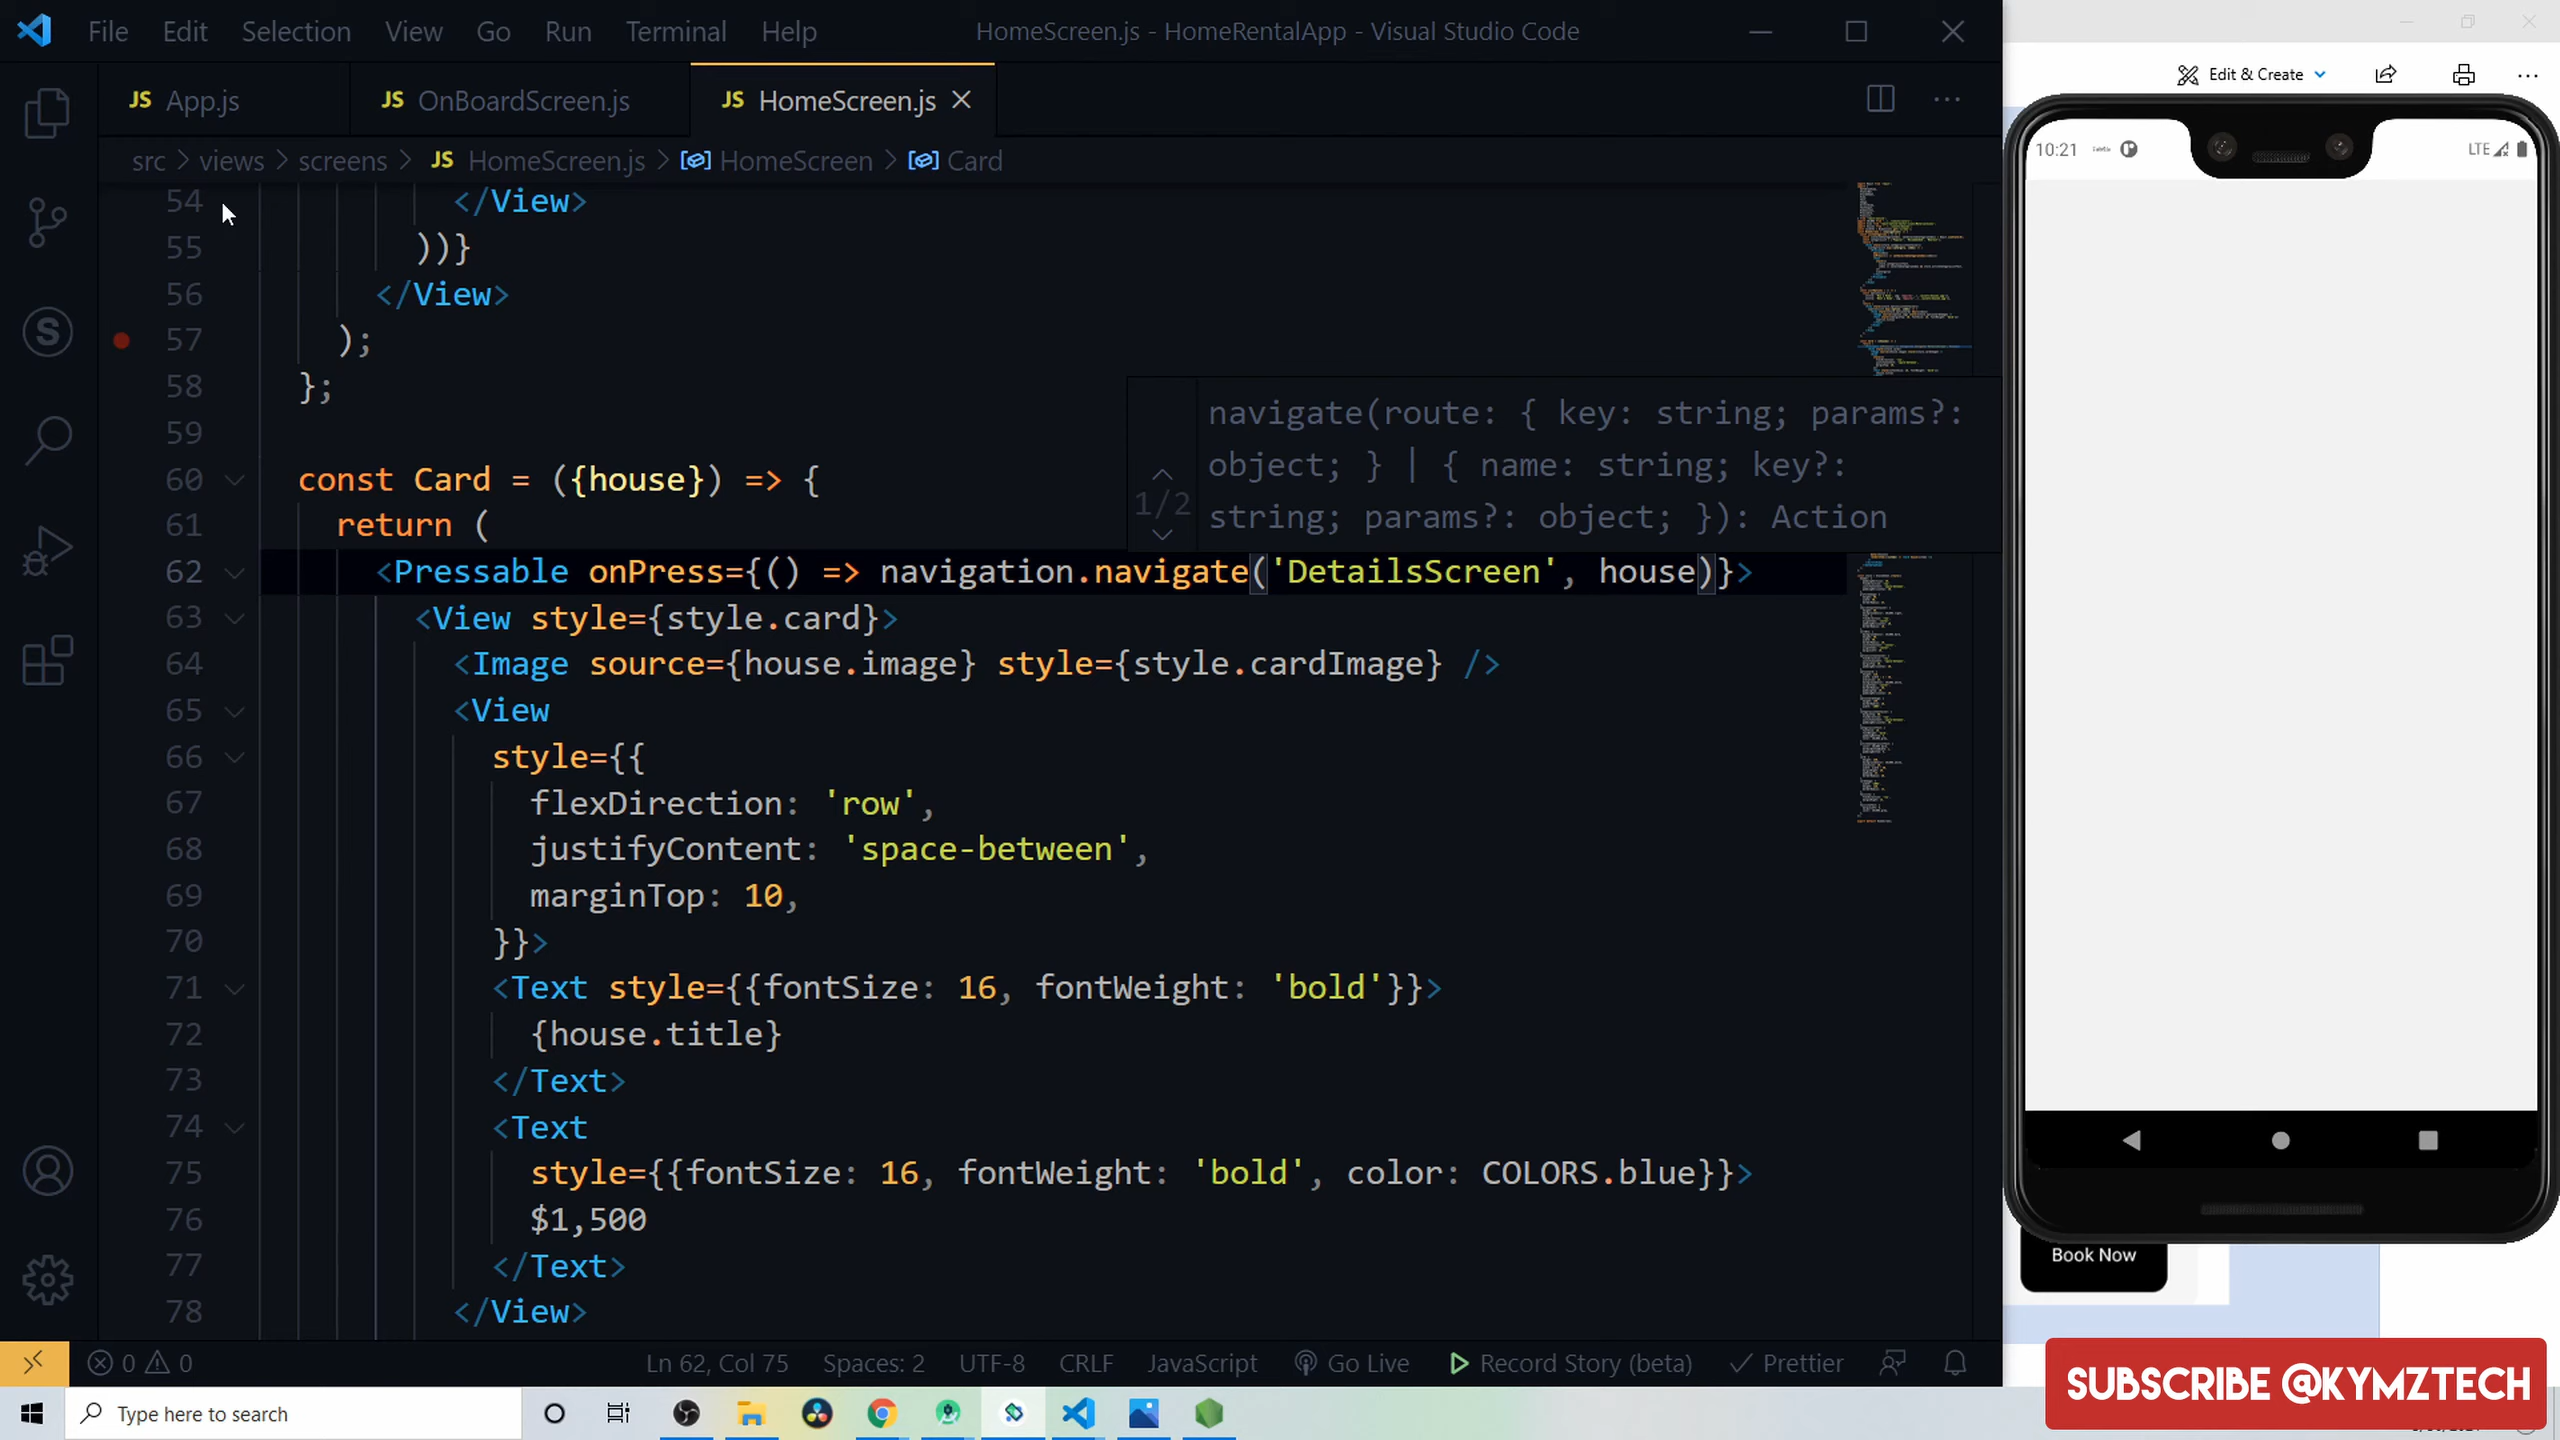 File Edit Selection View Go Run Terminal Help HomeScreen.js - HomeRentalApp - Visual Studio Code
JS App.js JS OnBoardScreen.js JS HomeScreen.js
src > views > screens > JS HomeScreen.js > HomeScreen > Card
54 </View>
55 ))}
56 </View>
57 );
58 };
59
60 const Card = ({house}) => {
61 return (
62 <Pressable onPress={() => navigation.navigate('DetailsScreen', house)}>
63 <View style={style.card}>
64 <Image source={house.image} style={style.cardImage} />
65 <View
66 style={{
67 flexDirection: 'row',
68 justifyContent: 'space-between',
69 marginTop: 10,
70 }}>
71 <Text style={{fontSize: 16, fontWeight: 'bold'}}>
72 {house.title}
73 </Text>
74 <Text
75 style={{fontSize: 16, fontWeight: 'bold', color: COLORS.blue}}>
76 $1,500
77 </Text>
78 </View>
1/2
navigate(route: { key: string; params?:
object; } | { name: string; key?:
string; params?: object; }): Action
0 0 Ln 62, Col 75 Spaces: 2 UTF-8 CRLF JavaScript Go Live Record Story (beta) Prettier
Type here to search
Edit & Create
10:21 LTE
Book Now
SUBSCRIBE @KYMZTECH